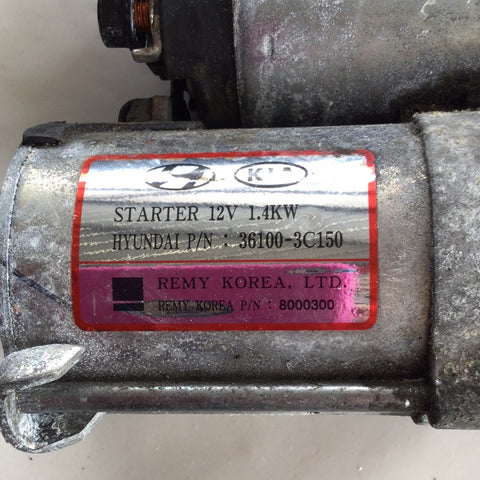 KIA
STARTER 12V 1.4KW
HYUNDAI P/N : 36100-3C150
REMY KOREA, LTD.
REMY KOREA P/N : 8000300